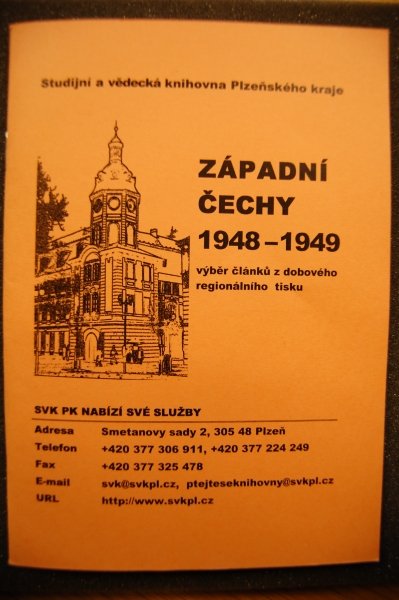 Studijní a vědecká knihovna Plzeňského kraje
ZÁPADNÍ
ČECHY
1948 – 1949
výběr článků z dobového
regionálního tisku
SVK PK NABÍZÍ SVÉ SLUŽBY
Adresa Smetanovy sady 2, 305 48 Plzeň
Telefon +420 377 306 911, +420 377 224 249
Fax +420 377 325 478
E-mail svk@svkpl.cz, ptejteseknihovny@svkpl.cz
URL http://www.svkpl.cz